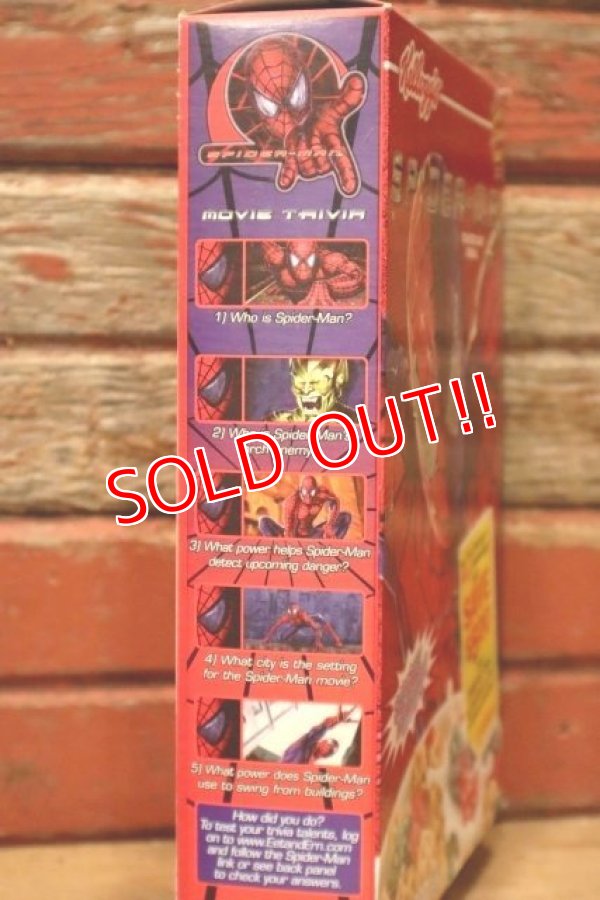 SPIDER-MAN
MOVIE TRIVIA
1) Who is Spider-Man?
2) Who is Spider-Man's
arch enemy?
SOLD OUT!!
3) What power helps Spider-Man
detect upcoming danger?
4) What city is the setting
for the Spider-Man movie?
5) What power does Spider-Man
use to swing from buildings?
How did you do?
To test your trivia talents, log
on to www.EetandErn.com
and follow the Spider-Man
link or see back panel
to check your answers.
Kellogg's